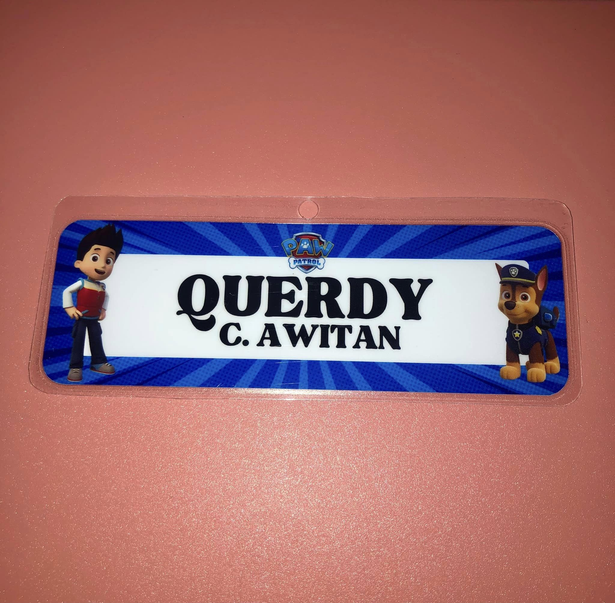 PAW
PATROL
QUERDY
C. AWITAN